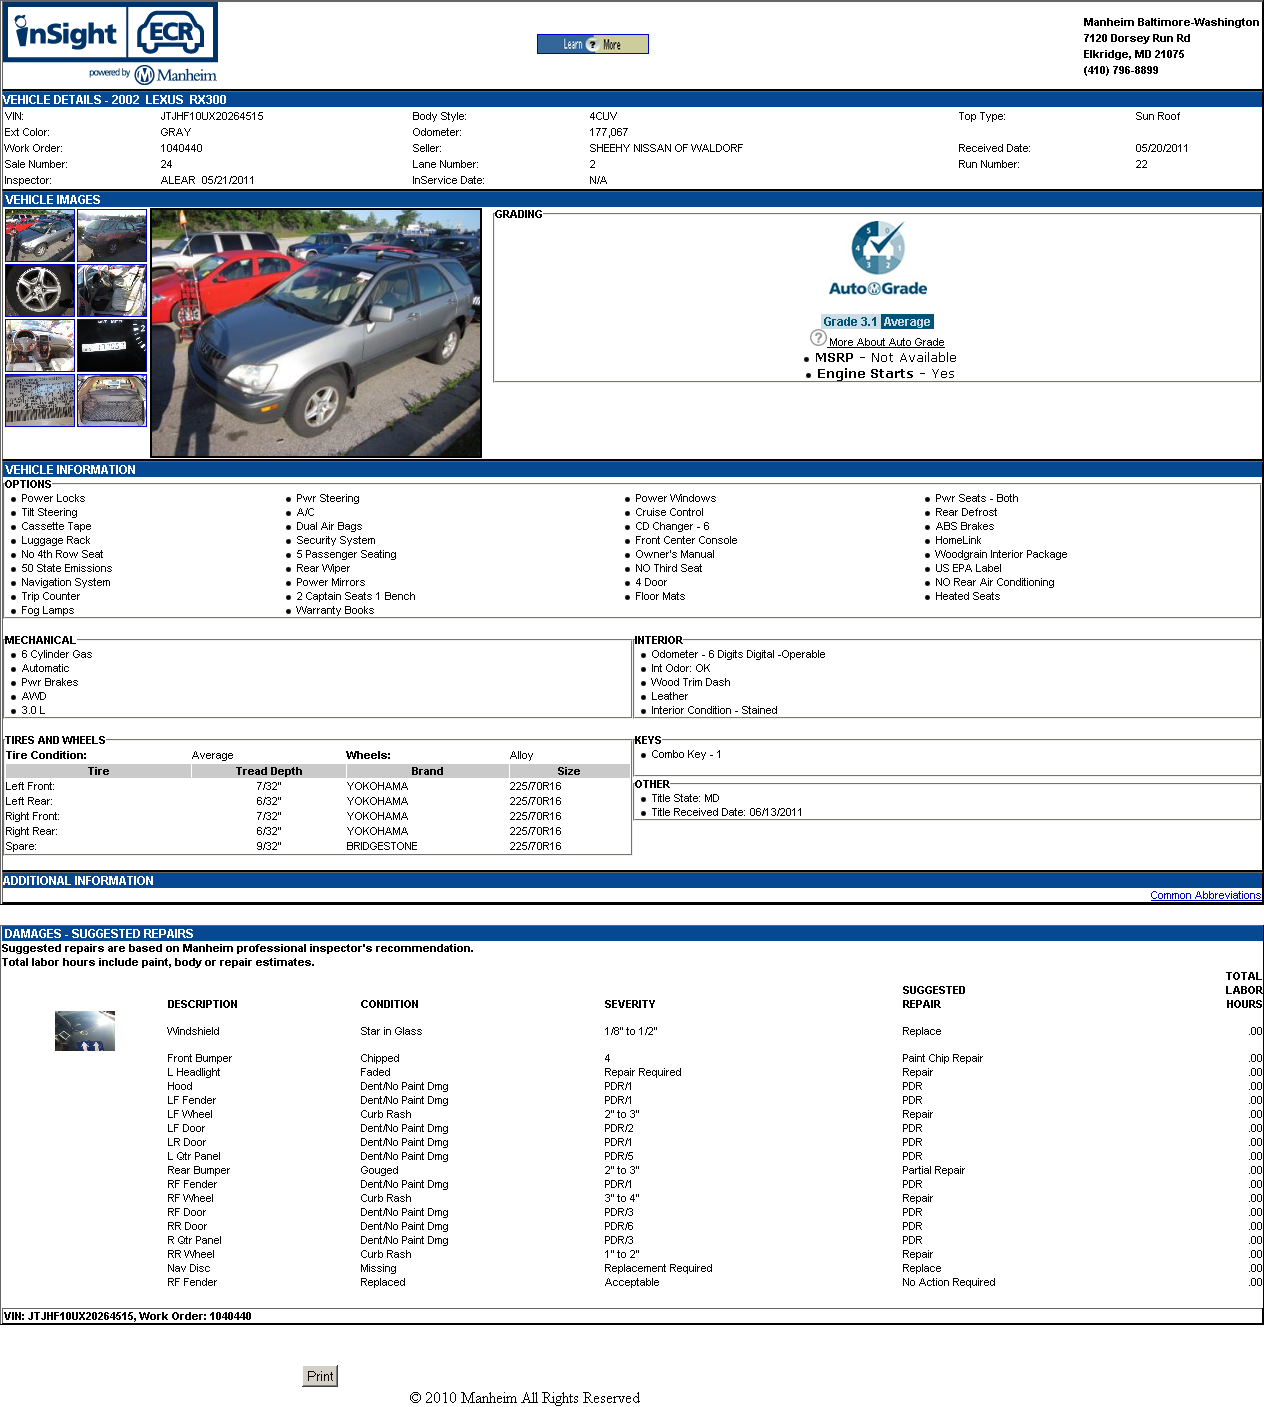 inSight ECR
powered by Manheim
Learn ? More
Manheim Baltimore-Washington
7120 Dorsey Run Rd
Elkridge, MD 21075
(410) 796-8899
VEHICLE DETAILS - 2002 LEXUS RX300
VIN: JTJHF10UX20264515 Body Style: 4CUV Top Type: Sun Roof
Ext Color: GRAY Odometer: 177,067
Work Order: 1040440 Seller: SHEEHY NISSAN OF WALDORF Received Date: 05/20/2011
Sale Number: 24 Lane Number: 2 Run Number: 22
Inspector: ALEAR 05/21/2011 InService Date: N/A
VEHICLE IMAGES
GRADING
5 4 1 3 2
AutoGrade
Grade 3.1 Average
? More About Auto Grade
MSRP - Not Available
Engine Starts - Yes
VEHICLE INFORMATION
OPTIONS
Power Locks Pwr Steering Power Windows Pwr Seats - Both
Tilt Steering A/C Cruise Control Rear Defrost
Cassette Tape Dual Air Bags CD Changer - 6 ABS Brakes
Luggage Rack Security System Front Center Console HomeLink
No 4th Row Seat 5 Passenger Seating Owner's Manual Woodgrain Interior Package
50 State Emissions Rear Wiper NO Third Seat US EPA Label
Navigation System Power Mirrors 4 Door NO Rear Air Conditioning
Trip Counter 2 Captain Seats 1 Bench Floor Mats Heated Seats
Fog Lamps Warranty Books
MECHANICAL
6 Cylinder Gas
Automatic
Pwr Brakes
AWD
3.0 L
INTERIOR
Odometer - 6 Digits Digital -Operable
Int Odor: OK
Wood Trim Dash
Leather
Interior Condition - Stained
TIRES AND WHEELS
Tire Condition: Average Wheels: Alloy
Tire Tread Depth Brand Size
Left Front: 7/32" YOKOHAMA 225/70R16
Left Rear: 6/32" YOKOHAMA 225/70R16
Right Front: 7/32" YOKOHAMA 225/70R16
Right Rear: 6/32" YOKOHAMA 225/70R16
Spare: 9/32" BRIDGESTONE 225/70R16
KEYS
Combo Key - 1
OTHER
Title State: MD
Title Received Date: 06/13/2011
ADDITIONAL INFORMATION
Common Abbreviations
DAMAGES - SUGGESTED REPAIRS
Suggested repairs are based on Manheim professional inspector's recommendation.
Total labor hours include paint, body or repair estimates.
DESCRIPTION CONDITION SEVERITY SUGGESTED REPAIR TOTAL LABOR HOURS
Windshield Star in Glass 1/8" to 1/2" Replace .00
Front Bumper Chipped 4 Paint Chip Repair .00
L Headlight Faded Repair Required Repair .00
Hood Dent/No Paint Dmg PDR/1 PDR .00
LF Fender Dent/No Paint Dmg PDR/1 PDR .00
LF Wheel Curb Rash 2" to 3" Repair .00
LF Door Dent/No Paint Dmg PDR/2 PDR .00
LR Door Dent/No Paint Dmg PDR/1 PDR .00
L Qtr Panel Dent/No Paint Dmg PDR/5 PDR .00
Rear Bumper Gouged 2" to 3" Partial Repair .00
RF Fender Dent/No Paint Dmg PDR/1 PDR .00
RF Wheel Curb Rash 3" to 4" Repair .00
RF Door Dent/No Paint Dmg PDR/3 PDR .00
RR Door Dent/No Paint Dmg PDR/6 PDR .00
R Qtr Panel Dent/No Paint Dmg PDR/3 PDR .00
RR Wheel Curb Rash 1" to 2" Repair .00
Nav Disc Missing Replacement Required Replace .00
RF Fender Replaced Acceptable No Action Required .00
VIN: JTJHF10UX20264515, Work Order: 1040440
Print
© 2010 Manheim All Rights Reserved